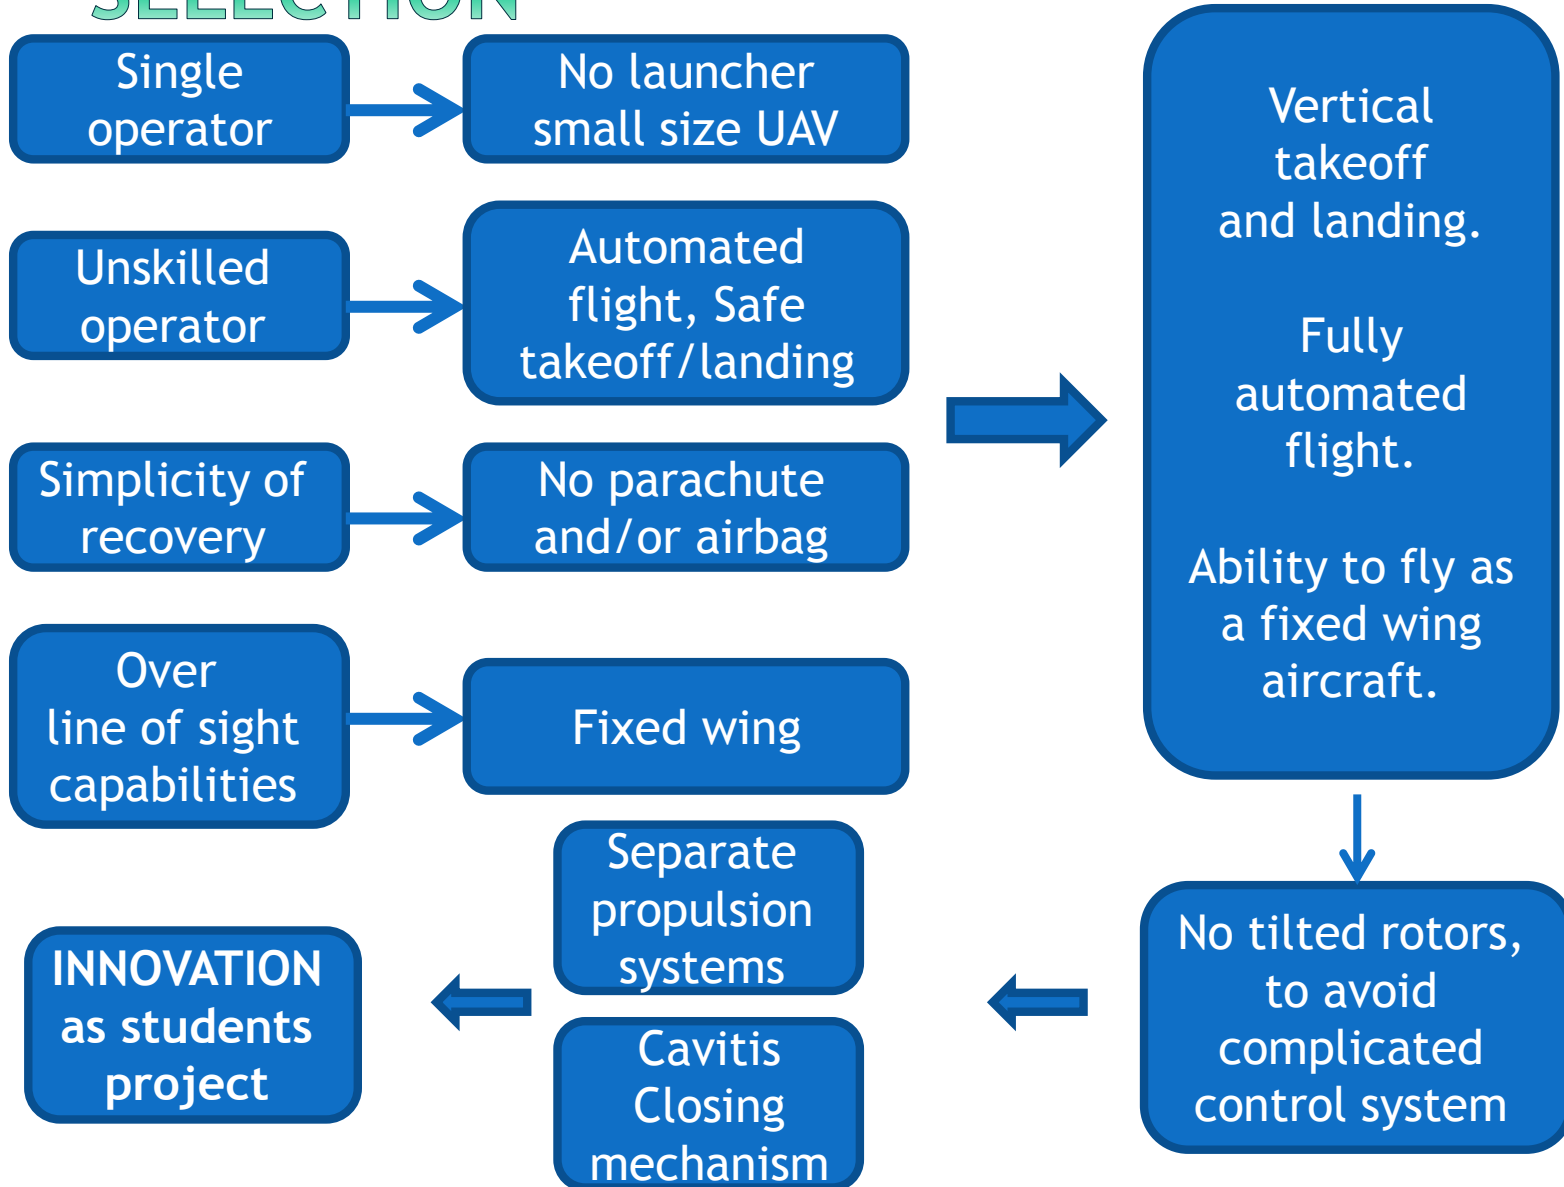 SELECTION
Single
operator
No launcher
small size UAV
Unskilled
operator
Automated
flight, Safe
takeoff/landing
Simplicity of
recovery
No parachute
and/or airbag
Over
line of sight
capabilities
Fixed wing
Vertical
takeoff
and landing.
Fully
automated
flight.
Ability to fly as
a fixed wing
aircraft.
No tilted rotors,
to avoid
complicated
control system
Separate
propulsion
systems
Cavitis
Closing
mechanism
INNOVATION
as students
project